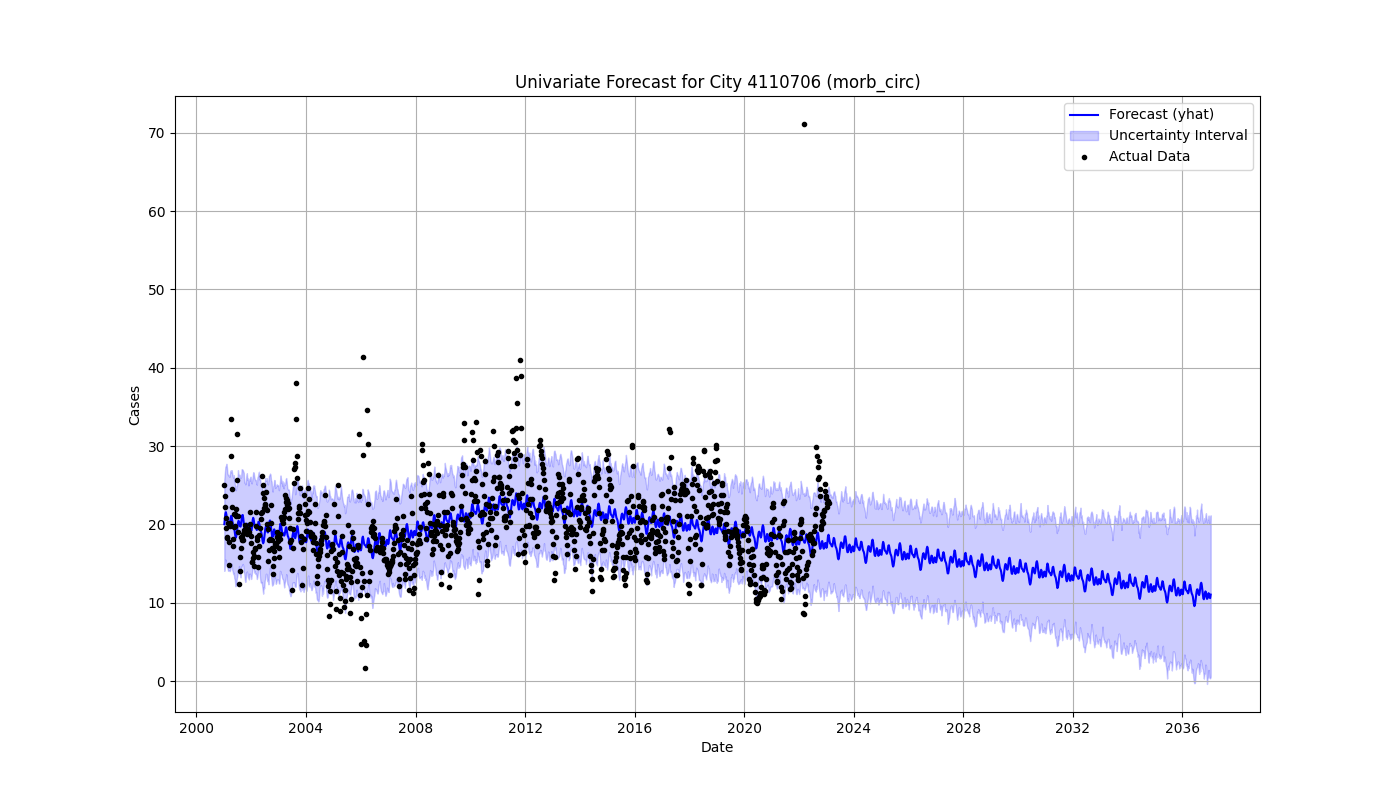 Univariate Forecast for City 4110706 (morb_circ)
Forecast (yhat)
Uncertainty Interval
Actual Data
Cases
70
60
50
40
30
20
10
0
2000 2004 2008 2012 2016 2020 2024 2028 2032 2036
Date